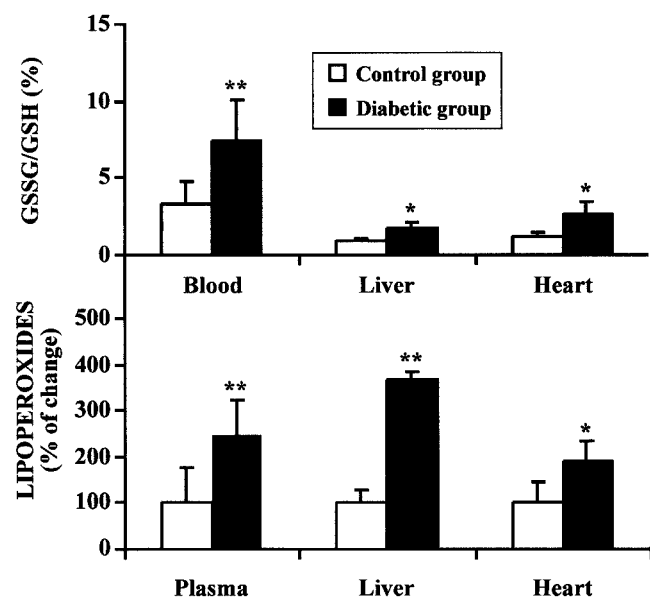 GSSG/GSH (%)
15
10
5
0
Control group
Diabetic group
**
*
*
Blood Liver Heart
LIPOPEROXIDES
(% of change)
500
400
300
200
100
0
**
**
*
Plasma Liver Heart